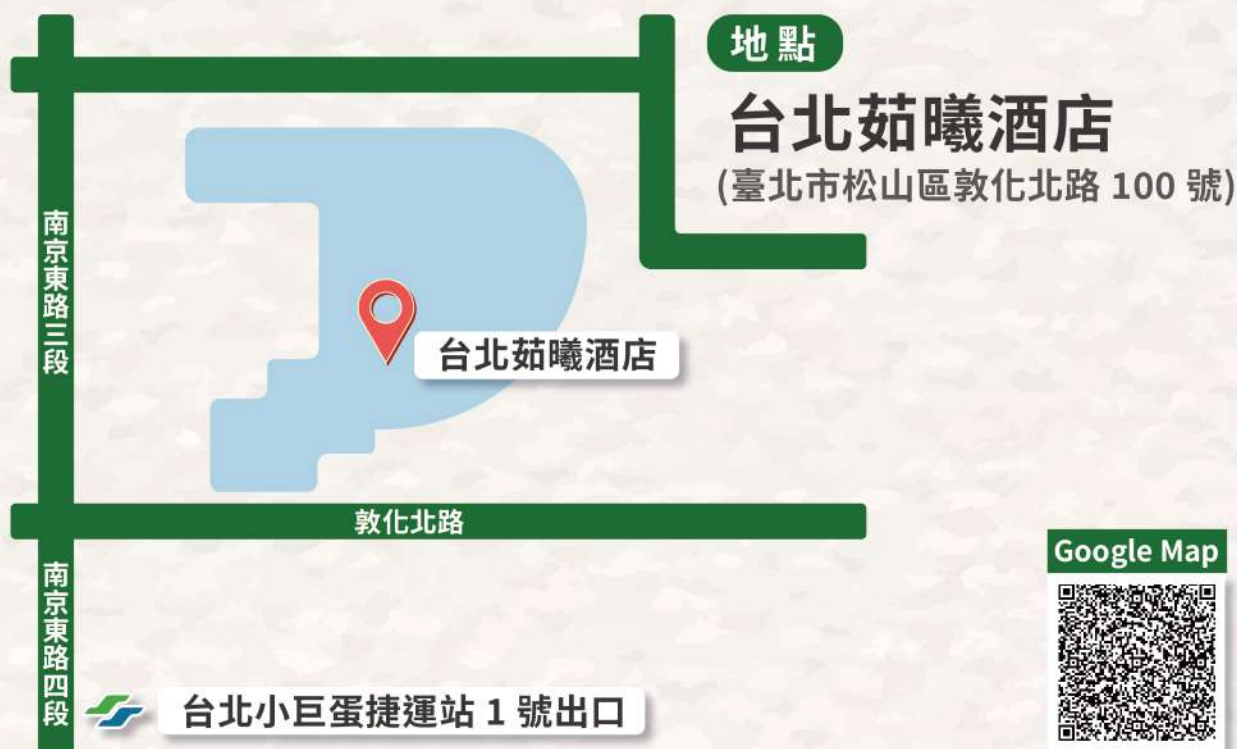 地點
台北茹曦酒店
(臺北市松山區敦化北路 100 號)
南京東路三段
台北茹曦酒店
敦化北路
南京東路四段
台北小巨蛋捷運站 1 號出口
Google Map